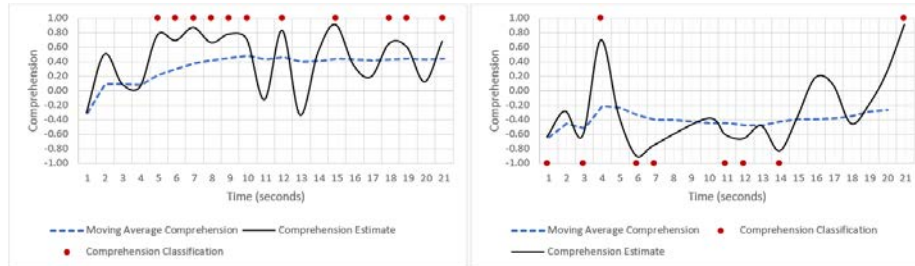 1.00
0.80
0.60
0.40
0.20
0.00
-0.20
-0.40
-0.60
-0.80
-1.00
Comprehension
1 2 3 4 5 6 7 8 9 10 11 12 13 14 15 16 17 18 19 20 21
Time (seconds)
Moving Average Comprehension Comprehension Estimate
Comprehension Classification
1.00
0.80
0.60
0.40
0.20
0.00
-0.20
-0.40
-0.60
-0.80
-1.00
Comprehension
1 2 3 4 5 6 7 8 9 10 11 12 13 14 15 16 17 18 19 20 21
Time (seconds)
Moving Average Comprehension Comprehension Classification
Comprehension Estimate